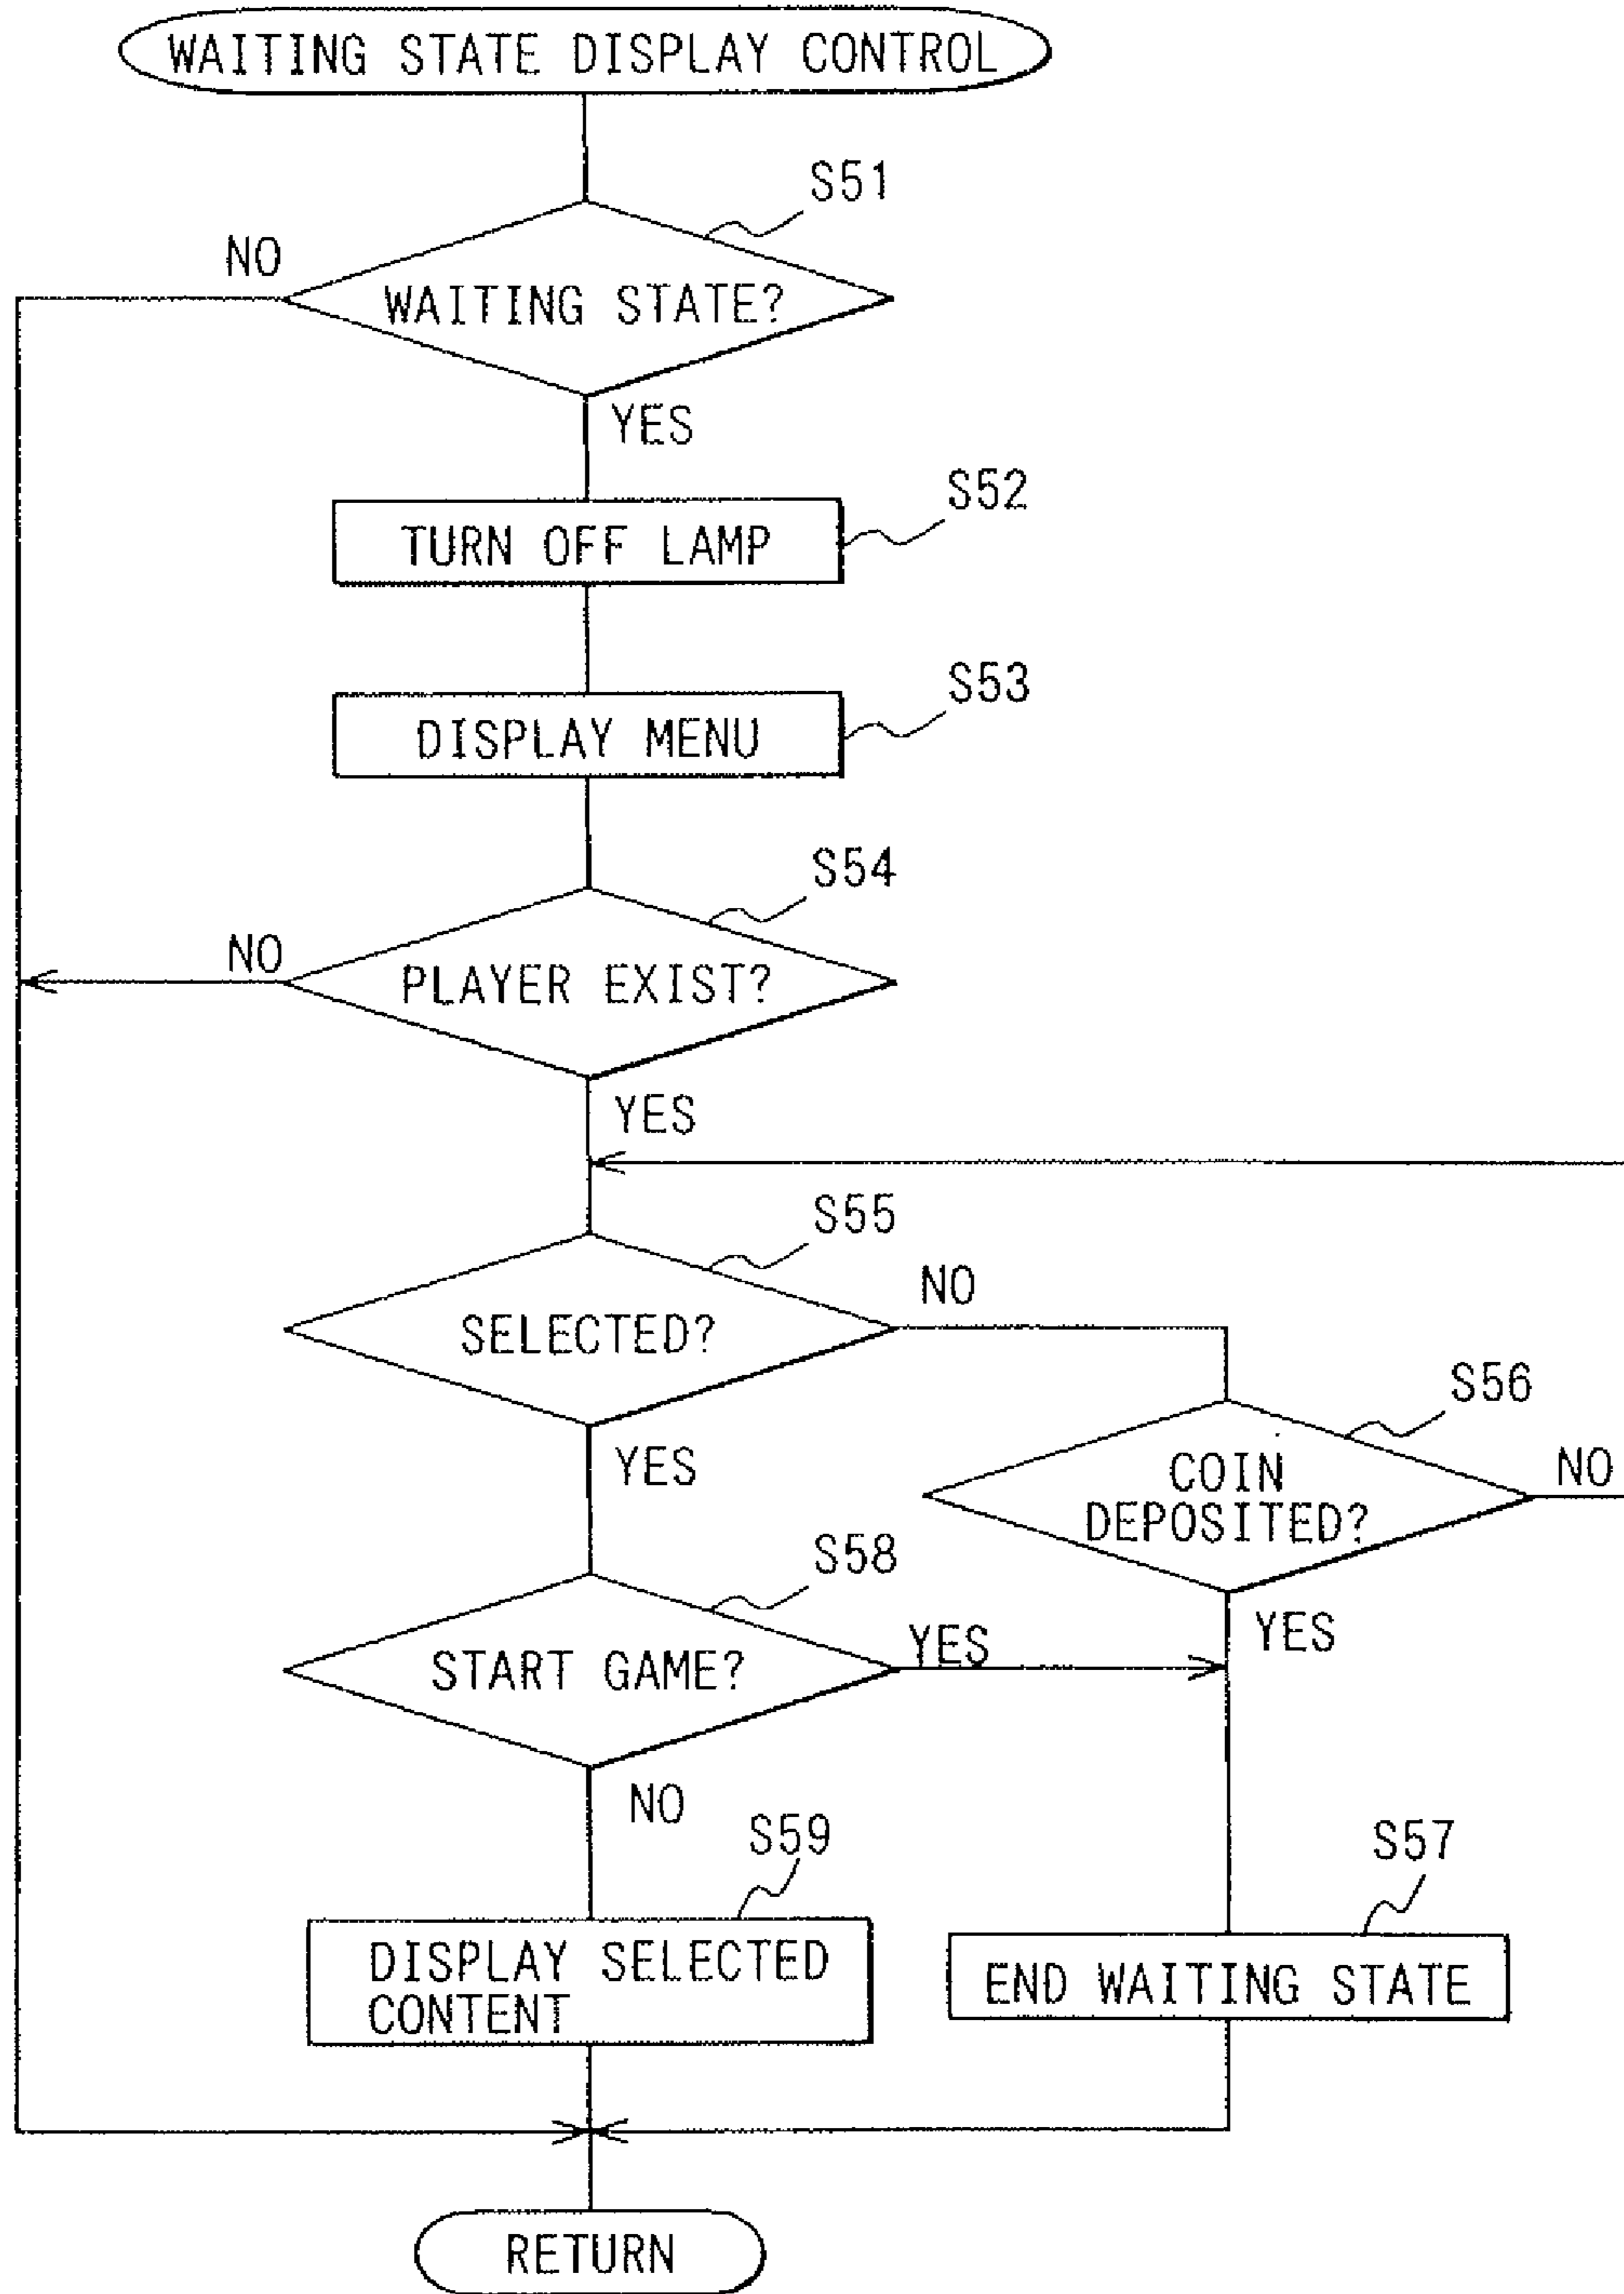 WAITING STATE DISPLAY CONTROL
S51
NO
WAITING STATE?
YES
S52
TURN OFF LAMP
S53
DISPLAY MENU
S54
NO
PLAYER EXIST?
YES
S55
NO
SELECTED?
S56
YES
COIN
NO
DEPOSITED?
S58
YES
YES
START GAME?
NO
S59
S57
DISPLAY SELECTED
CONTENT
END WAITING STATE
RETURN